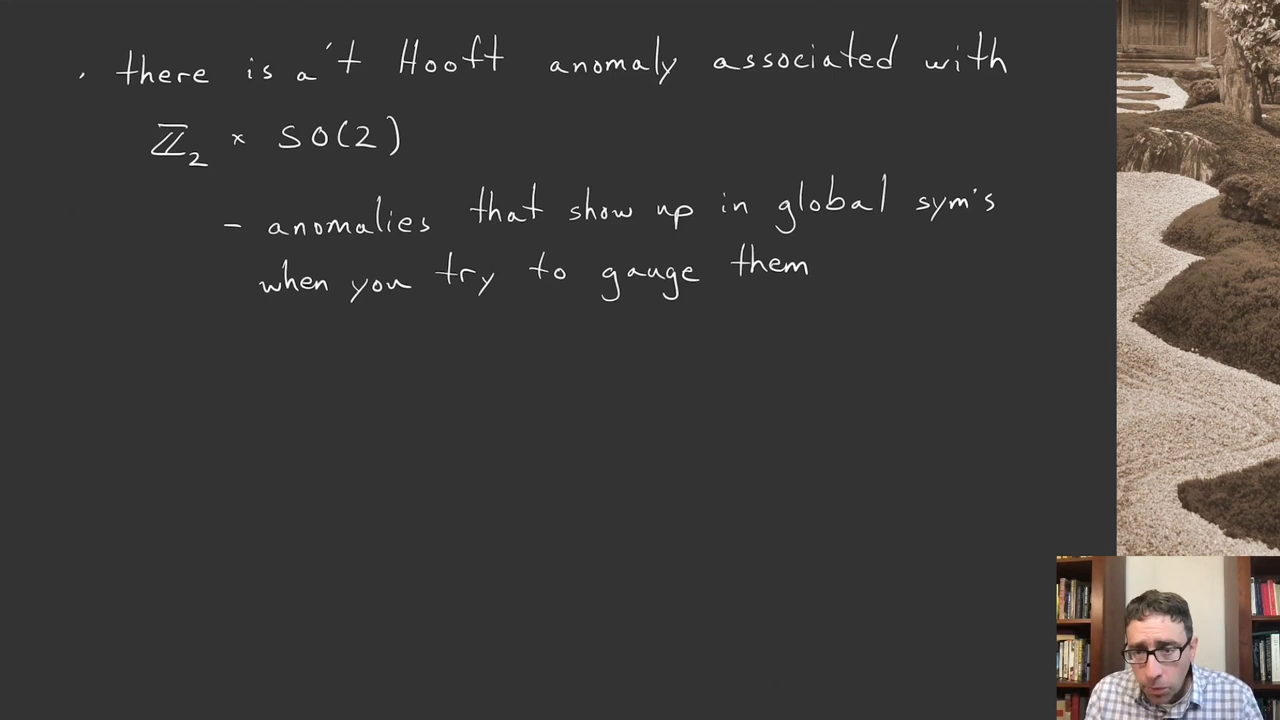 · there is a 't Hooft anomaly associated with
ℤ₂ × SO(2)
- anomalies that show up in global sym's
when you try to gauge them